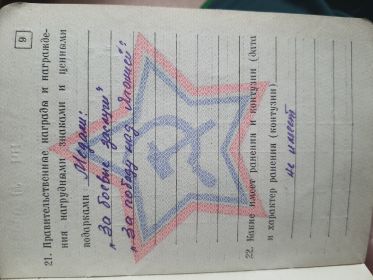 9
21. Правительственные награды и награжде-
ния нагрудными знаками и ценными
подарками Медали:
„За боевые заслуги"
„За победу над Японией"
22. Какие имеет ранения и контузии (дата
и характер ранения (контузии)
не имеет